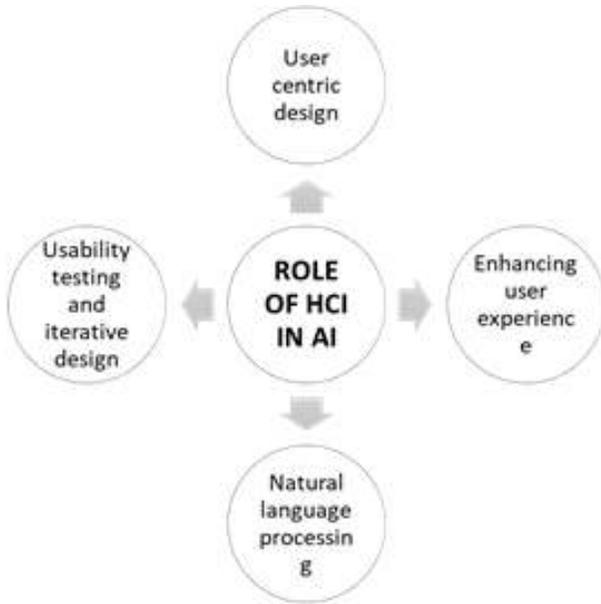 User
centric
design
Usability
testing
and
iterative
design
ROLE
OF HCI
IN AI
Enhancing
user
experienc
e
Natural
language
processin
g